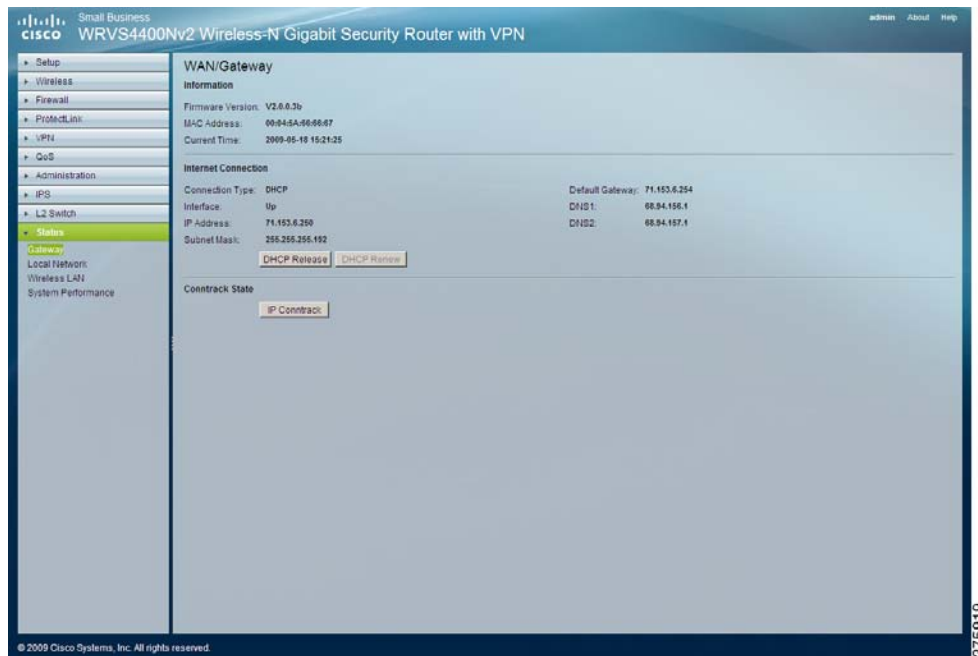 Small Business
CISCO WRVS4400Nv2 Wireless-N Gigabit Security Router with VPN
admin About Help
Setup
Wireless
Firewall
ProtectLink
VPN
QoS
Administration
IPS
L2 Switch
Status
Gateway
Local Network
Wireless LAN
System Performance
WAN/Gateway
Information
Firmware Version: V2.0.0.3b
MAC Address: 00:04:5A:60:66:67
Current Time: 2009-05-18 15:21:25
Internet Connection
Connection Type: DHCP
Interface: Up
IP Address: 71.153.6.250
Subnet Mask: 255.255.255.192
Default Gateway: 71.153.6.254
DNS1: 68.94.156.1
DNS2: 68.94.157.1
DHCP Release DHCP Renew
Conntrack State
IP Conntrack
© 2009 Cisco Systems, Inc. All rights reserved.